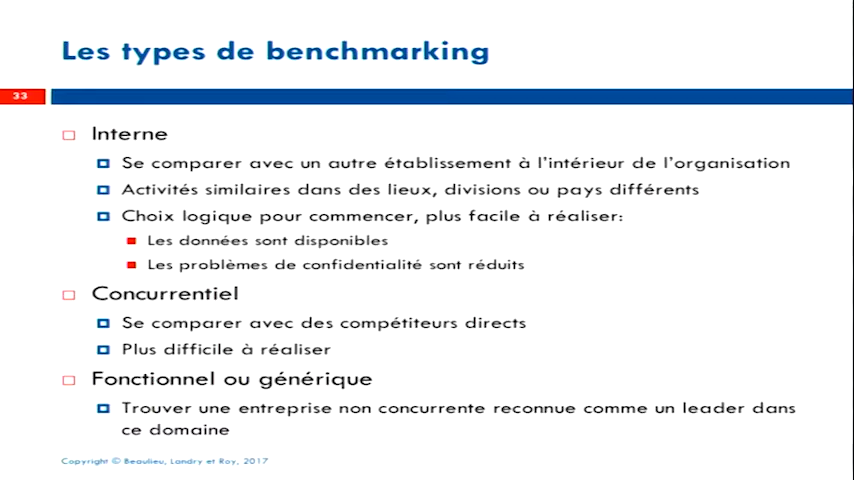 Les types de benchmarking
33
Interne
Se comparer avec un autre établissement à l'intérieur de l'organisation
Activités similaires dans des lieux, divisions ou pays différents
Choix logique pour commencer, plus facile à réaliser:
Les données sont disponibles
Les problèmes de confidentialité sont réduits
Concurrentiel
Se comparer avec des compétiteurs directs
Plus difficile à réaliser
Fonctionnel ou générique
Trouver une entreprise non concurrente reconnue comme un leader dans
ce domaine
Copyright © Beaulieu, Landry et Roy, 2017